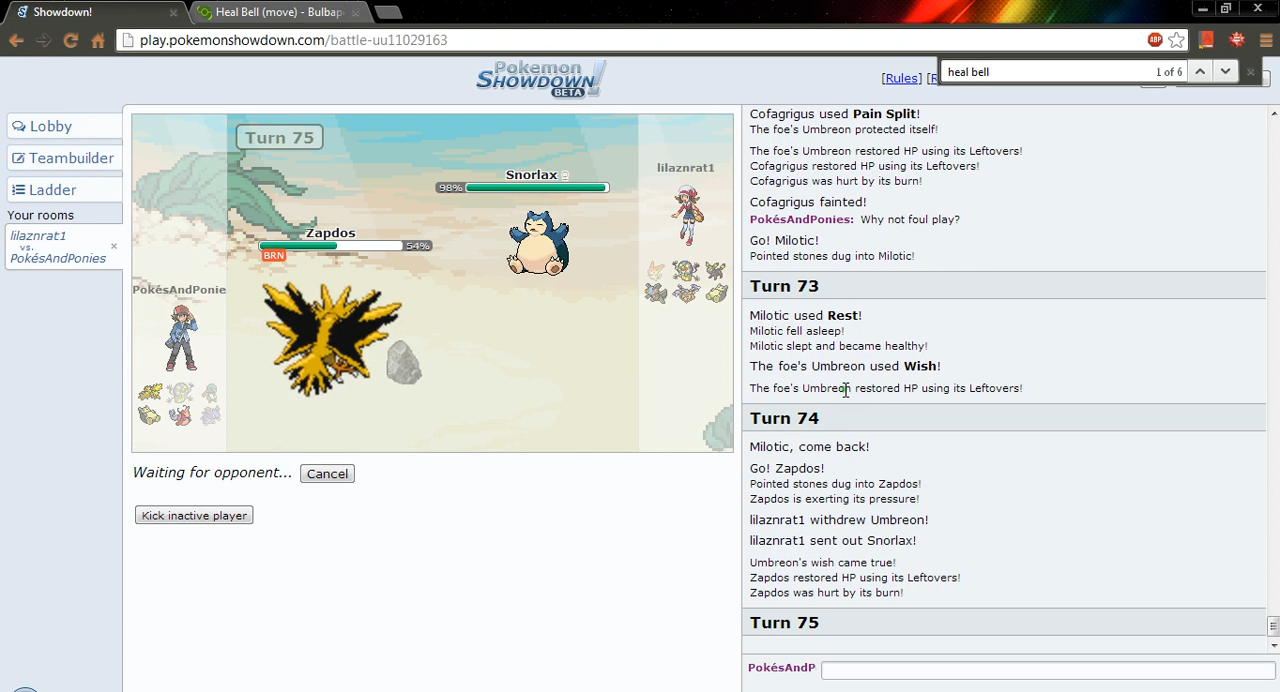 Showdown!
Heal Bell (move) - Bulbap
play.pokemonshowdown.com/battle-uu11029163
ABP
heal bell
1 of 6
Pokemon
SHOWDOWN!
BETA
[Rules]
Lobby
Teambuilder
Ladder
Your rooms
lilaznrat1
vs.
PokésAndPonies
Turn 75
Snorlax
98%
lilaznrat1
Zapdos
54%
BRN
PokésAndPonie
Waiting for opponent...
Cancel
Kick inactive player
Cofagrigus used Pain Split!
The foe's Umbreon protected itself!
The foe's Umbreon restored HP using its Leftovers!
Cofagrigus restored HP using its Leftovers!
Cofagrigus was hurt by its burn!
Cofagrigus fainted!
PokésAndPonies: Why not foul play?
Go! Milotic!
Pointed stones dug into Milotic!
Turn 73
Milotic used Rest!
Milotic fell asleep!
Milotic slept and became healthy!
The foe's Umbreon used Wish!
The foe's Umbreon restored HP using its Leftovers!
Turn 74
Milotic, come back!
Go! Zapdos!
Pointed stones dug into Zapdos!
Zapdos is exerting its pressure!
lilaznrat1 withdrew Umbreon!
lilaznrat1 sent out Snorlax!
Umbreon's wish came true!
Zapdos restored HP using its Leftovers!
Zapdos was hurt by its burn!
Turn 75
PokésAndP